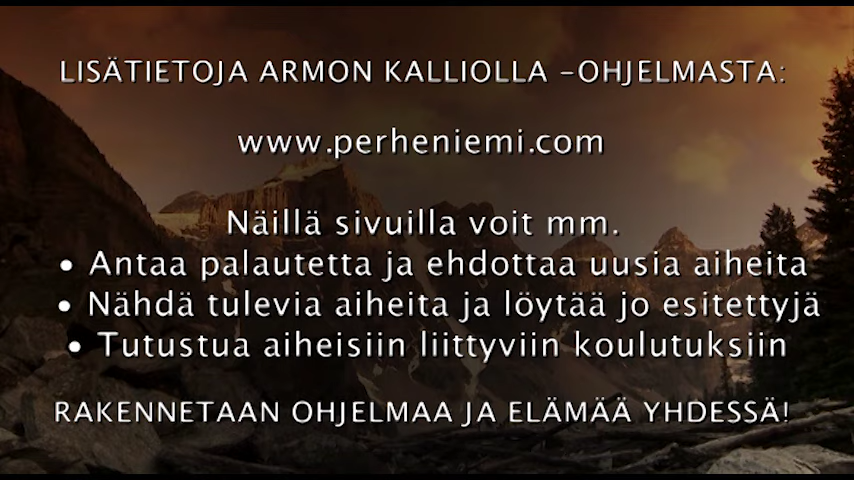 LISÄTIETOJA ARMON KALLIOLLA -OHJELMASTA:
www.perheniemi.com
Näillä sivuilla voit mm.
• Antaa palautetta ja ehdottaa uusia aiheita
• Nähdä tulevia aiheita ja löytää jo esitettyjä
• Tutustua aiheisiin liittyviin koulutuksiin
RAKENNETAAN OHJELMAA JA ELÄMÄÄ YHDESSÄ!